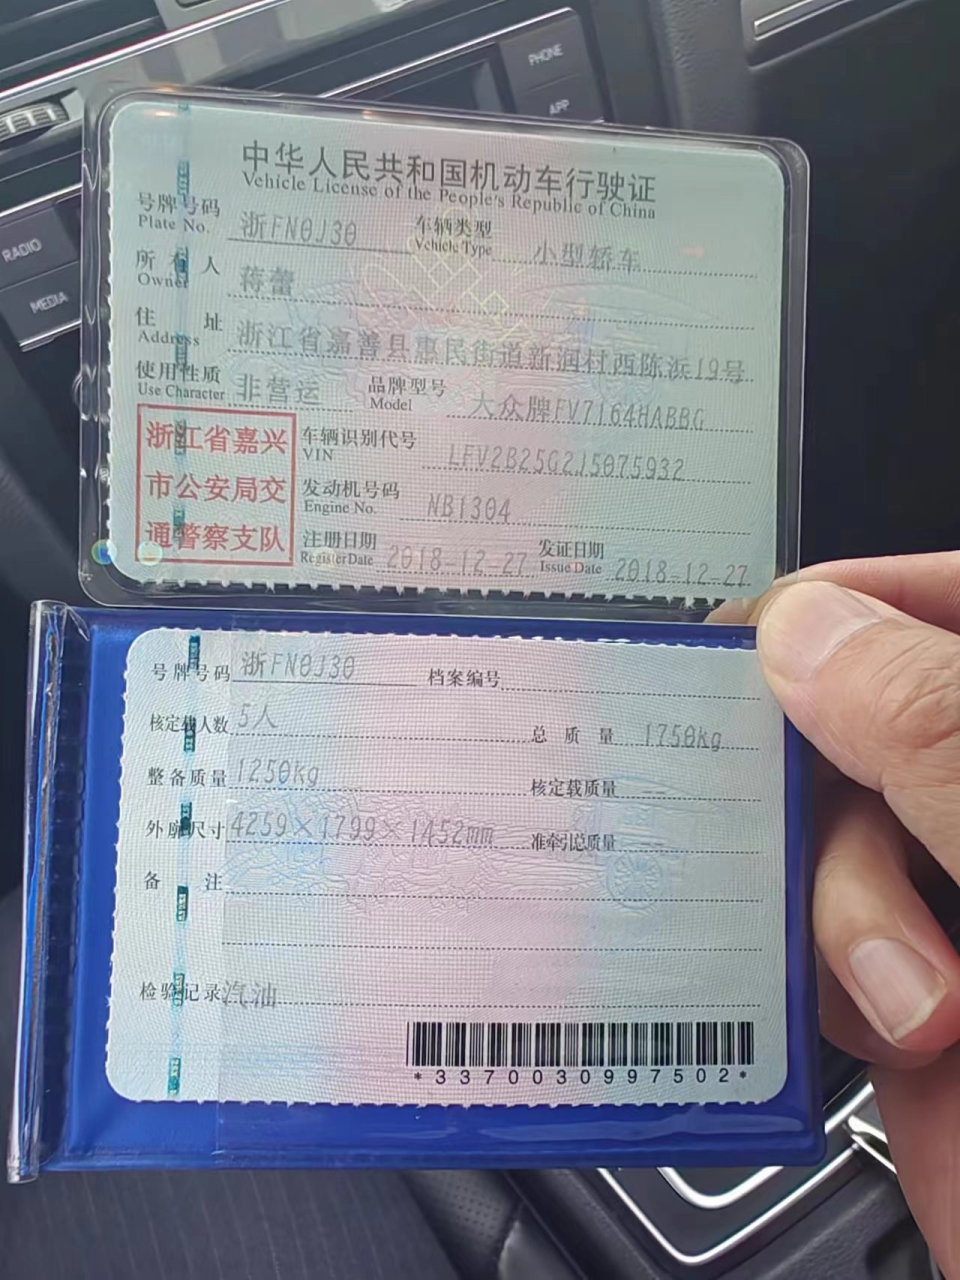 PHONE
APP
RADIO
MEDIA
中华人民共和国机动车行驶证
Vehicle License of the People's Republic of China
号牌号码 浙FN0J30 车辆类型 小型轿车
Plate No. Vehicle Type
所有人 蒋蕾
Owner
住址 浙江省嘉善县惠民街道新润村西陈浜19号
Address
使用性质 非营运 品牌型号 大众牌FV7164HABBG
Use Character Model
浙江省嘉兴
市公安局交
通警察支队
车辆识别代号 LFV2B25G2J5075932
VIN
发动机号码 NB1304
Engine No.
注册日期 2018-12-27 发证日期 2018-12-27
Register Date Issue Date
号牌号码 浙FN0J30 档案编号
核定载人数 5人 总质量 1750kg
整备质量 1250kg 核定载质量 --
外廓尺寸 4259×1799×1452mm 准牵引总质量 --
备注
检验记录 汽油
*3370030997502*